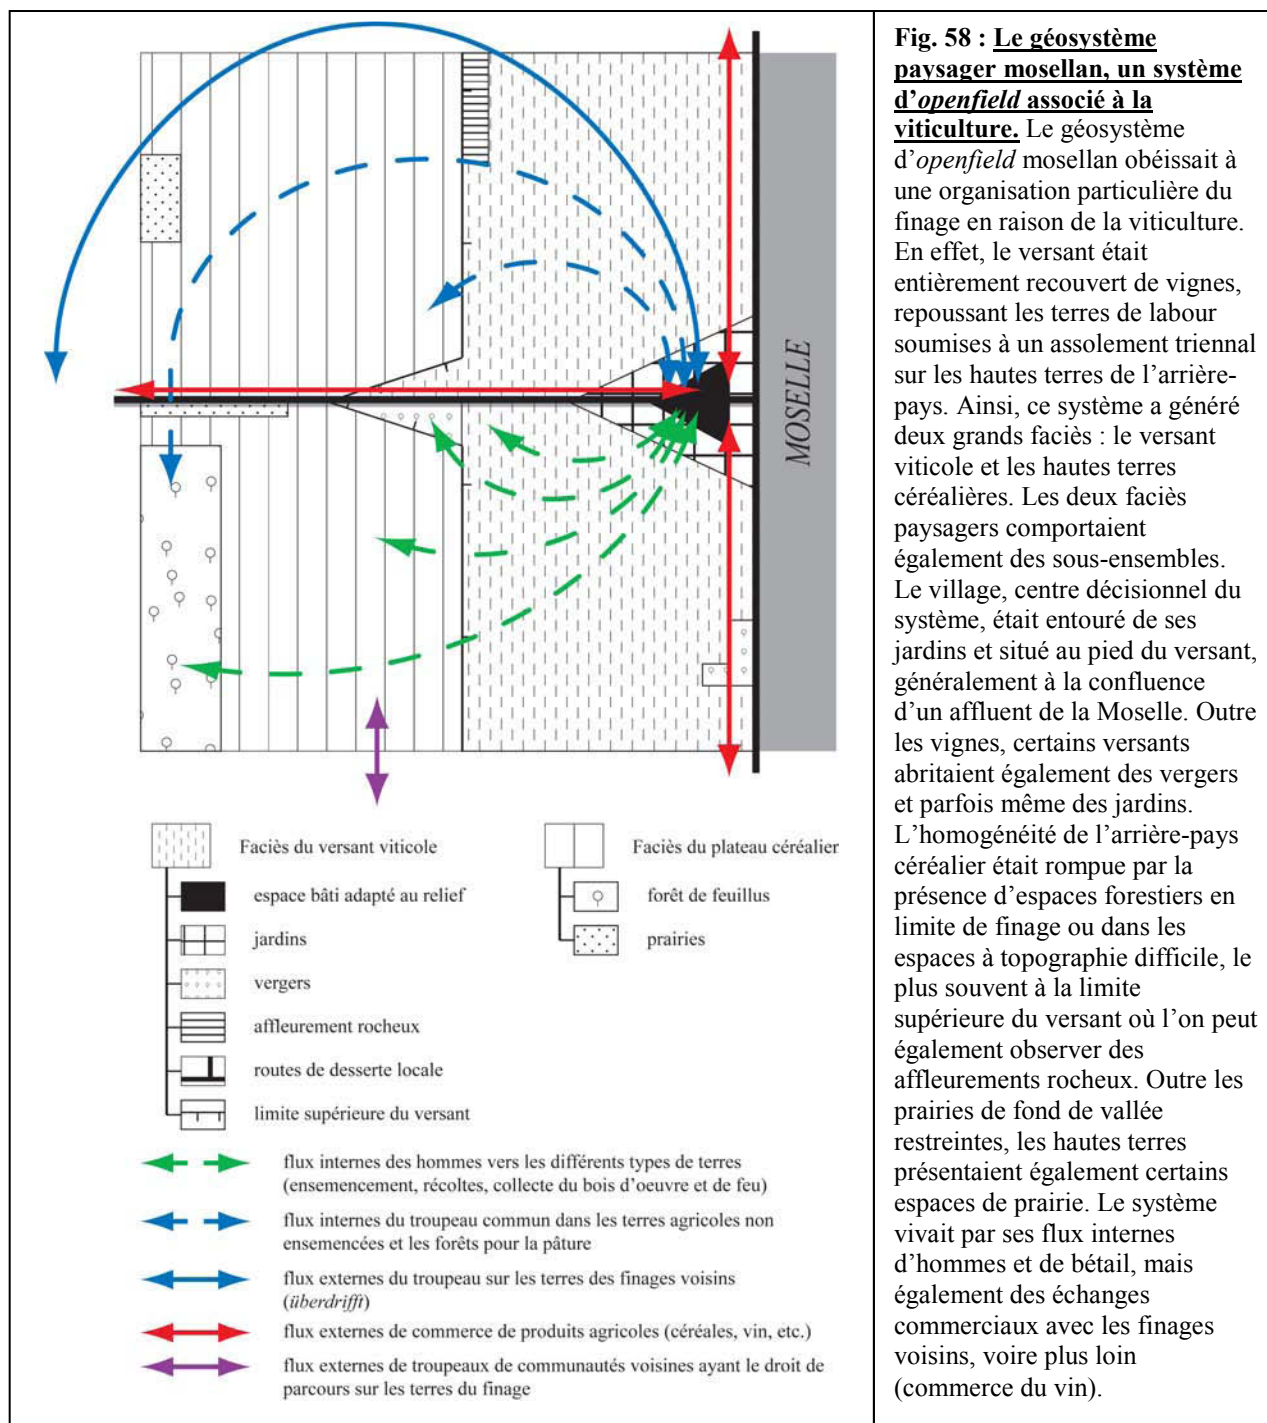 MOSELLE
Faciès du versant viticole
espace bâti adapté au relief
jardins
vergers
affleurement rocheux
routes de desserte locale
limite supérieure du versant
Faciès du plateau céréalier
forêt de feuillus
prairies
flux internes des hommes vers les différents types de terres
(ensemencement, récoltes, collecte du bois d'oeuvre et de feu)
flux internes du troupeau commun dans les terres agricoles non
ensemencées et les forêts pour la pâture
flux externes du troupeau sur les terres des finages voisins
(überdrifft)
flux externes de commerce de produits agricoles (céréales, vin, etc.)
flux externes de troupeaux de communautés voisines ayant le droit de
parcours sur les terres du finage
Fig. 58 : Le géosystème
paysager mosellan, un système
d'openfield associé à la
viticulture. Le géosystème
d'openfield mosellan obéissait à
une organisation particulière du
finage en raison de la viticulture.
En effet, le versant était
entièrement recouvert de vignes,
repoussant les terres de labour
soumises à un assolement triennal
sur les hautes terres de l'arrière-
pays. Ainsi, ce système a généré
deux grands faciès : le versant
viticole et les hautes terres
céréalières. Les deux faciès
paysagers comportaient
également des sous-ensembles.
Le village, centre décisionnel du
système, était entouré de ses
jardins et situé au pied du versant,
généralement à la confluence
d'un affluent de la Moselle. Outre
les vignes, certains versants
abritaient également des vergers
et parfois même des jardins.
L'homogénéité de l'arrière-pays
céréalier était rompue par la
présence d'espaces forestiers en
limite de finage ou dans les
espaces à topographie difficile, le
plus souvent à la limite
supérieure du versant où l'on peut
également observer des
affleurements rocheux. Outre les
prairies de fond de vallée
restreintes, les hautes terres
présentaient également certains
espaces de prairie. Le système
vivait par ses flux internes
d'hommes et de bétail, mais
également des échanges
commerciaux avec les finages
voisins, voire plus loin
(commerce du vin).